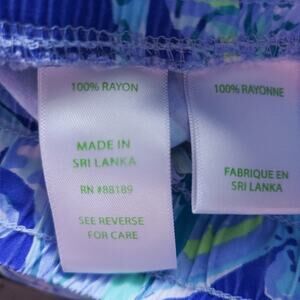 100% RAYON
MADE IN
SRI LANKA
RN #88189
SEE REVERSE
FOR CARE
100% RAYONNE
FABRIQUE EN
SRI LANKA